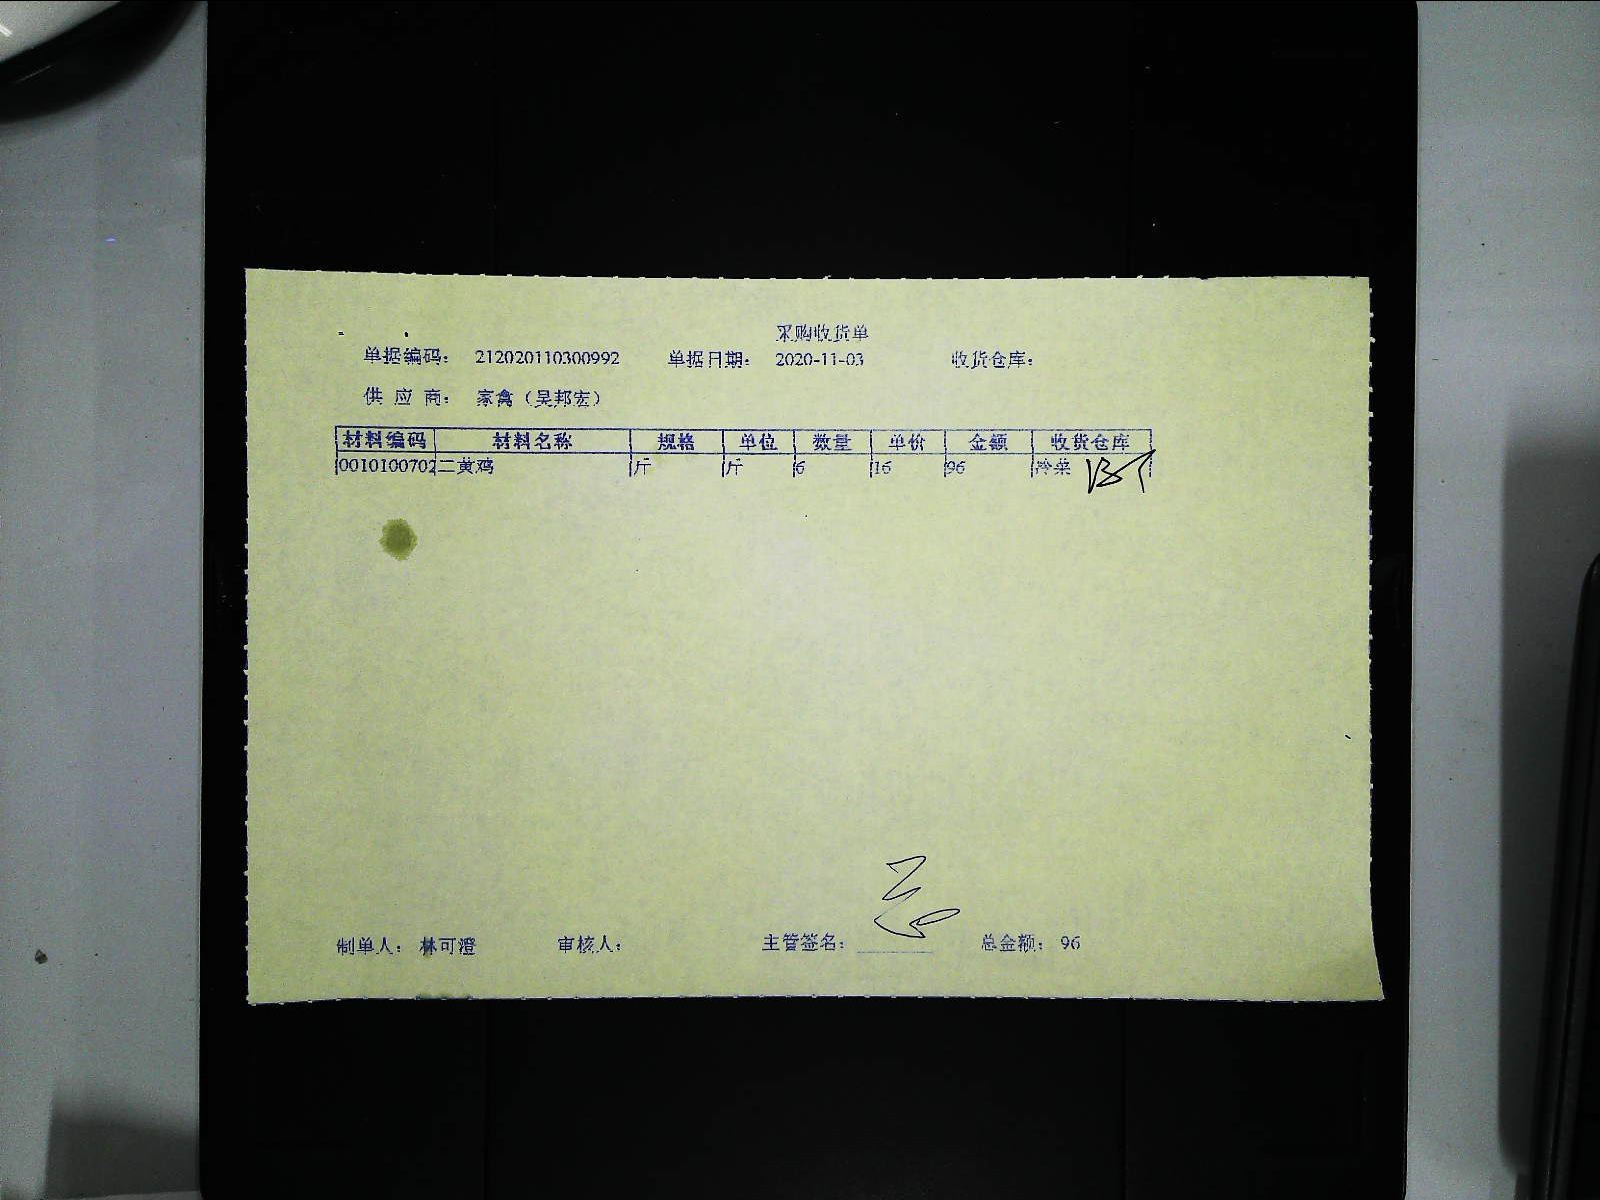 采购收货单
单据编码： 212020110300992 单据日期： 2020-11-03 收货仓库：
供 应 商： 家禽（吴邦宏）
材料编码 材料名称 规格 单位 数量 单价 金额 收货仓库
0010100702 二黄鸡 斤 斤 6 16 96 冷菜
制单人： 林可澄 审核人： 主管签名： 总金额： 96